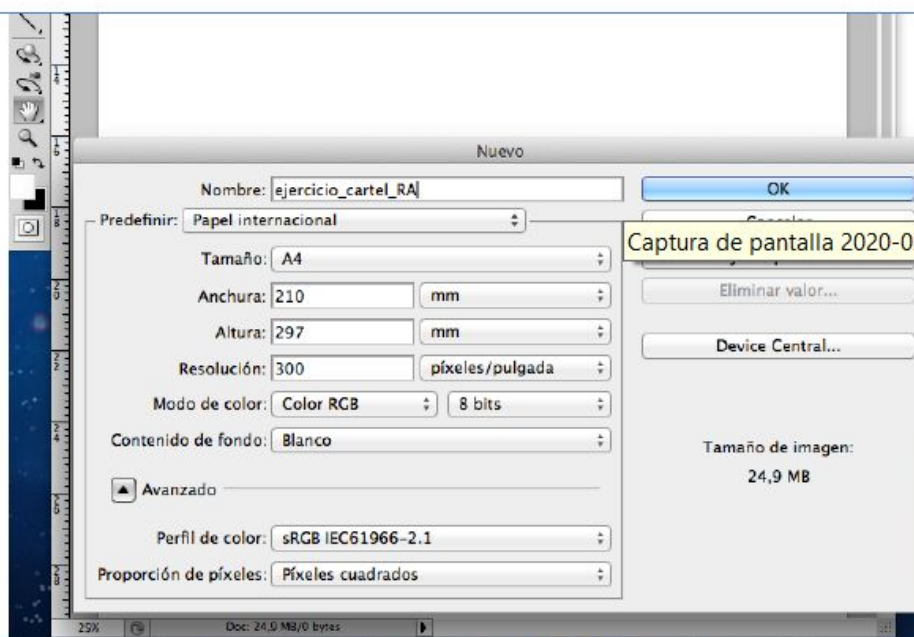 Nuevo
Nombre: ejercicio_cartel_RA
OK
Predefinir: Papel internacional
Captura de pantalla 2020-0
Tamaño: A4
Anchura: 210 mm
Eliminar valor...
Altura: 297 mm
Resolución: 300 píxeles/pulgada
Device Central...
Modo de color: Color RGB 8 bits
Contenido de fondo: Blanco
Tamaño de imagen:
24,9 MB
Avanzado
Perfil de color: sRGB IEC61966-2.1
Proporción de píxeles: Píxeles cuadrados
25% Doc: 24,9 MB/0 bytes